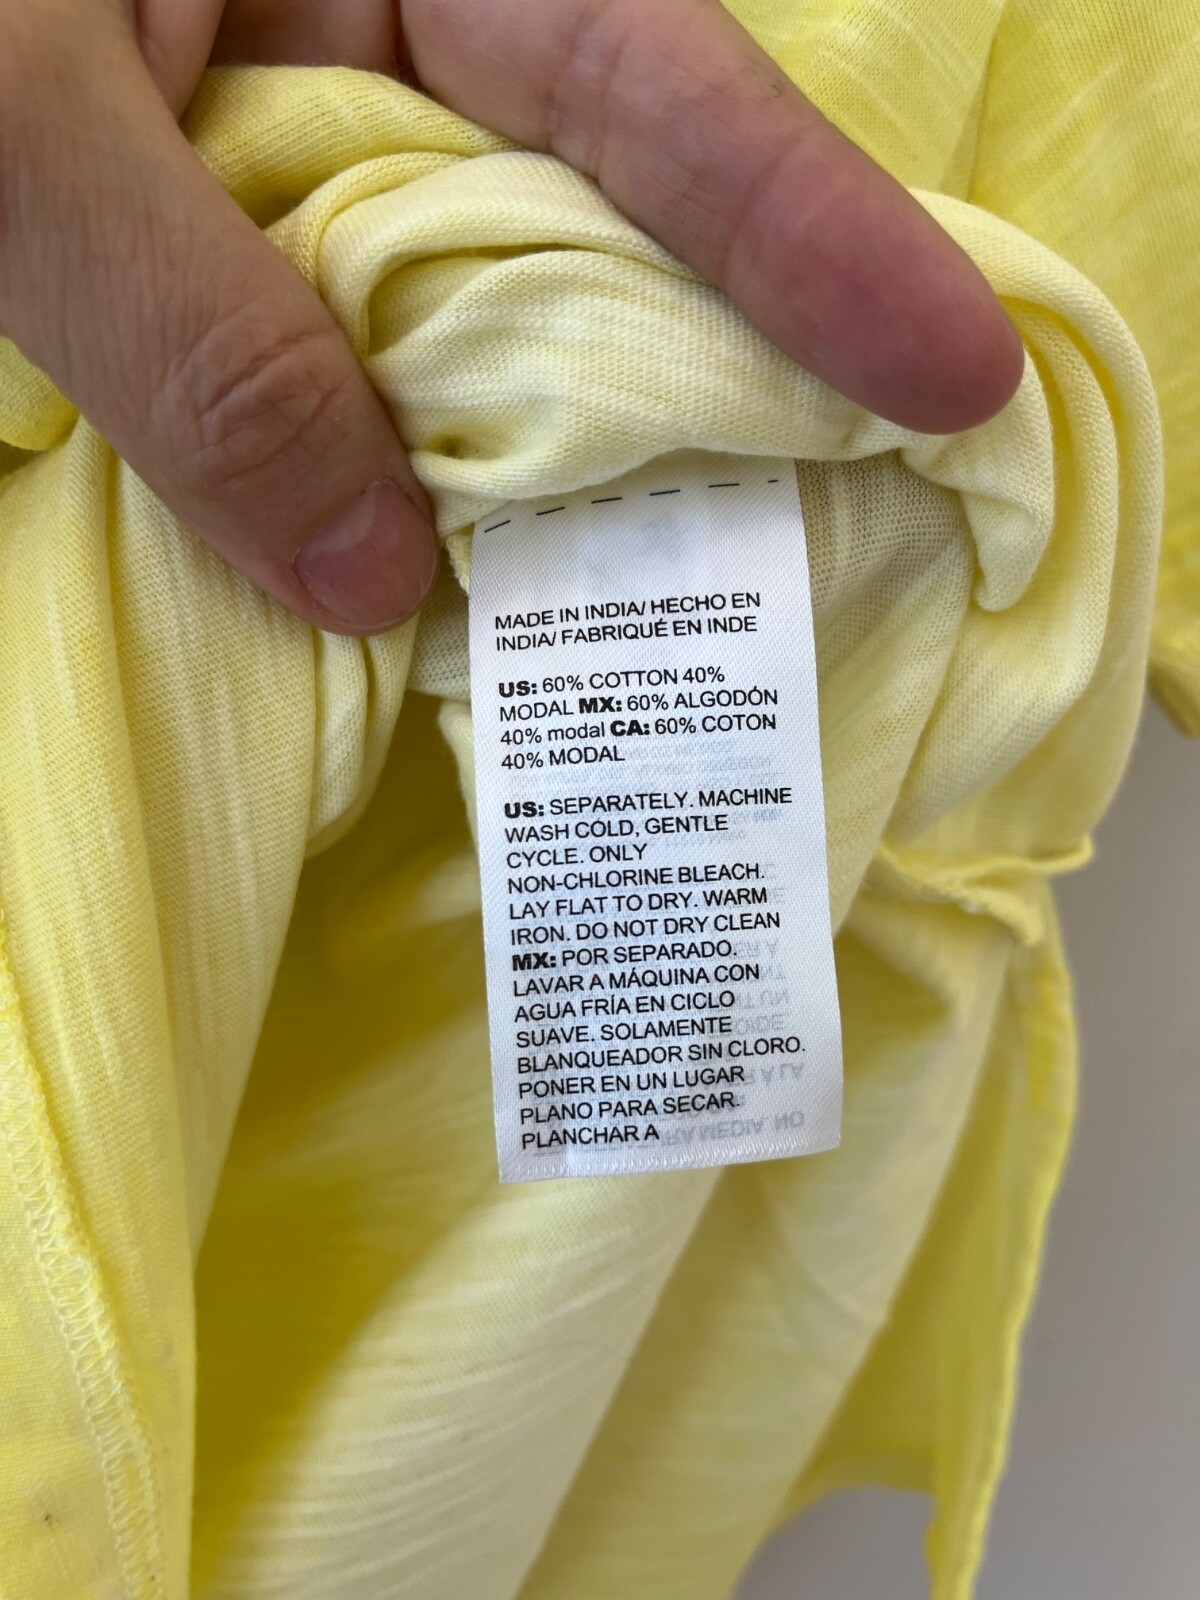 MADE IN INDIA/ HECHO EN
INDIA/ FABRIQUÉ EN INDE
US: 60% COTTON 40%
MODAL MX: 60% ALGODÓN
40% modal CA: 60% COTON
40% MODAL
US: SEPARATELY. MACHINE
WASH COLD, GENTLE
CYCLE. ONLY
NON-CHLORINE BLEACH.
LAY FLAT TO DRY. WARM
IRON. DO NOT DRY CLEAN
MX: POR SEPARADO.
LAVAR A MÁQUINA CON
AGUA FRÍA EN CICLO
SUAVE. SOLAMENTE
BLANQUEADOR SIN CLORO.
PONER EN UN LUGAR
PLANO PARA SECAR.
PLANCHAR A